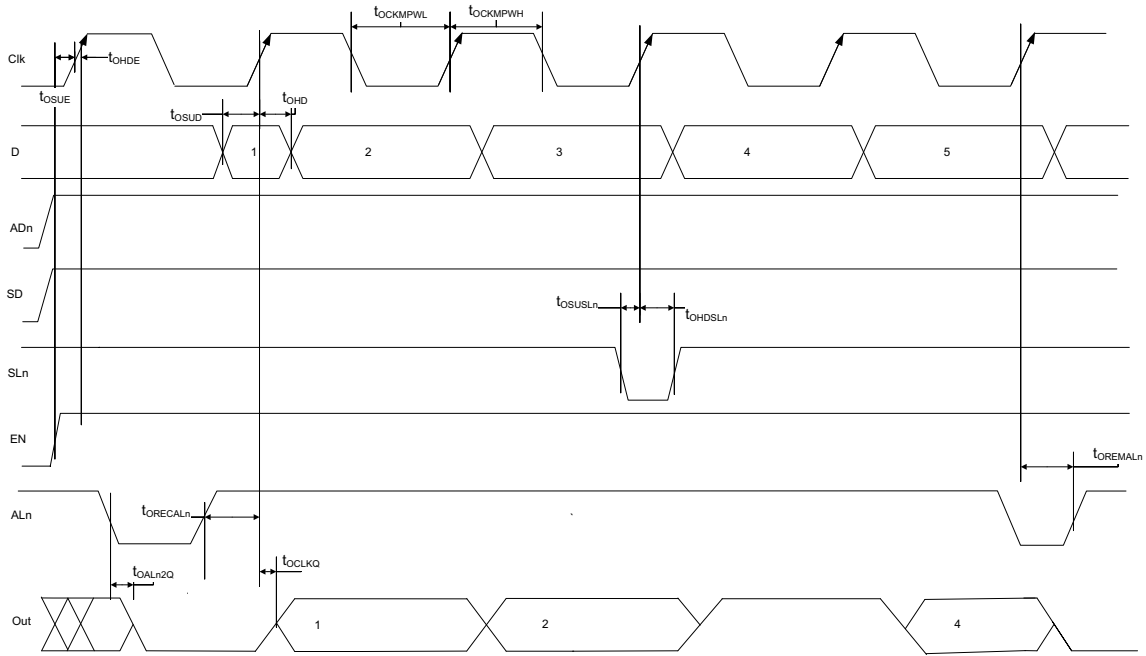 tOCKMPWL
tOCKMPWH
Clk
tOHDE
tOSUE
tOSUD
tOHD
D
1
2
3
4
5
ADn
SD
tOSUSLn
tOHDSLn
SLn
EN
tOREMALn
ALn
tORECALn
tOALn2Q
tOCLKQ
Out
1
2
4